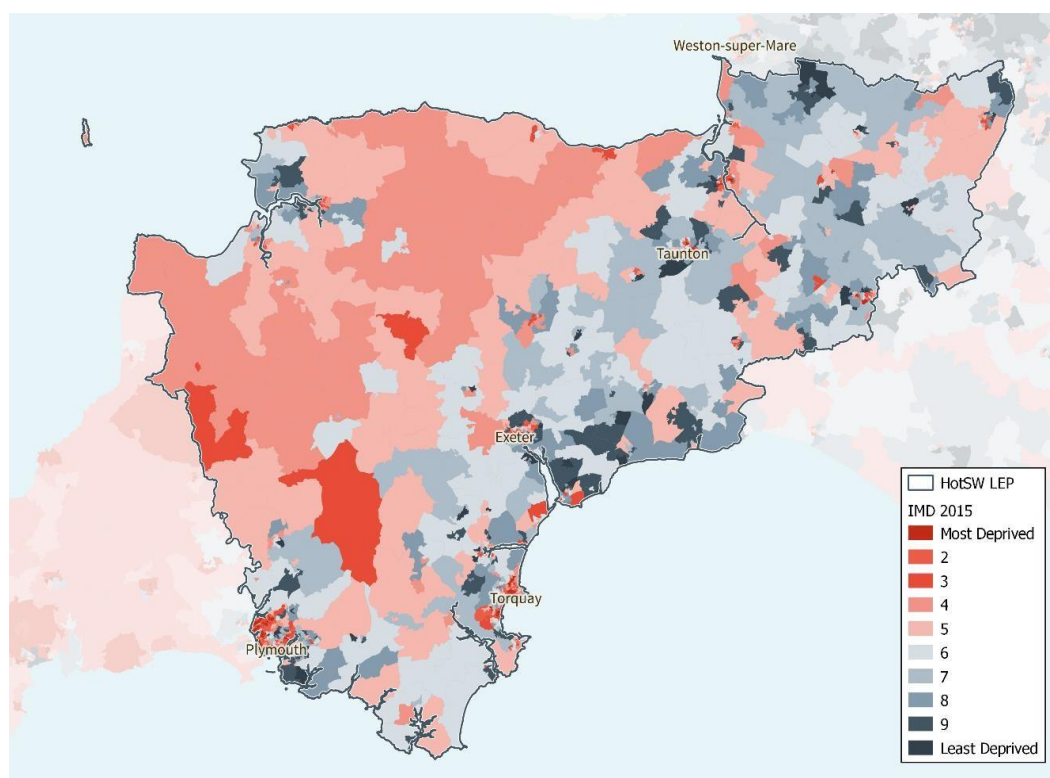 Weston-super-Mare
Taunton
Exeter
Torquay
Plymouth
HotSW LEP
IMD 2015
Most Deprived
2
3
4
5
6
7
8
9
Least Deprived